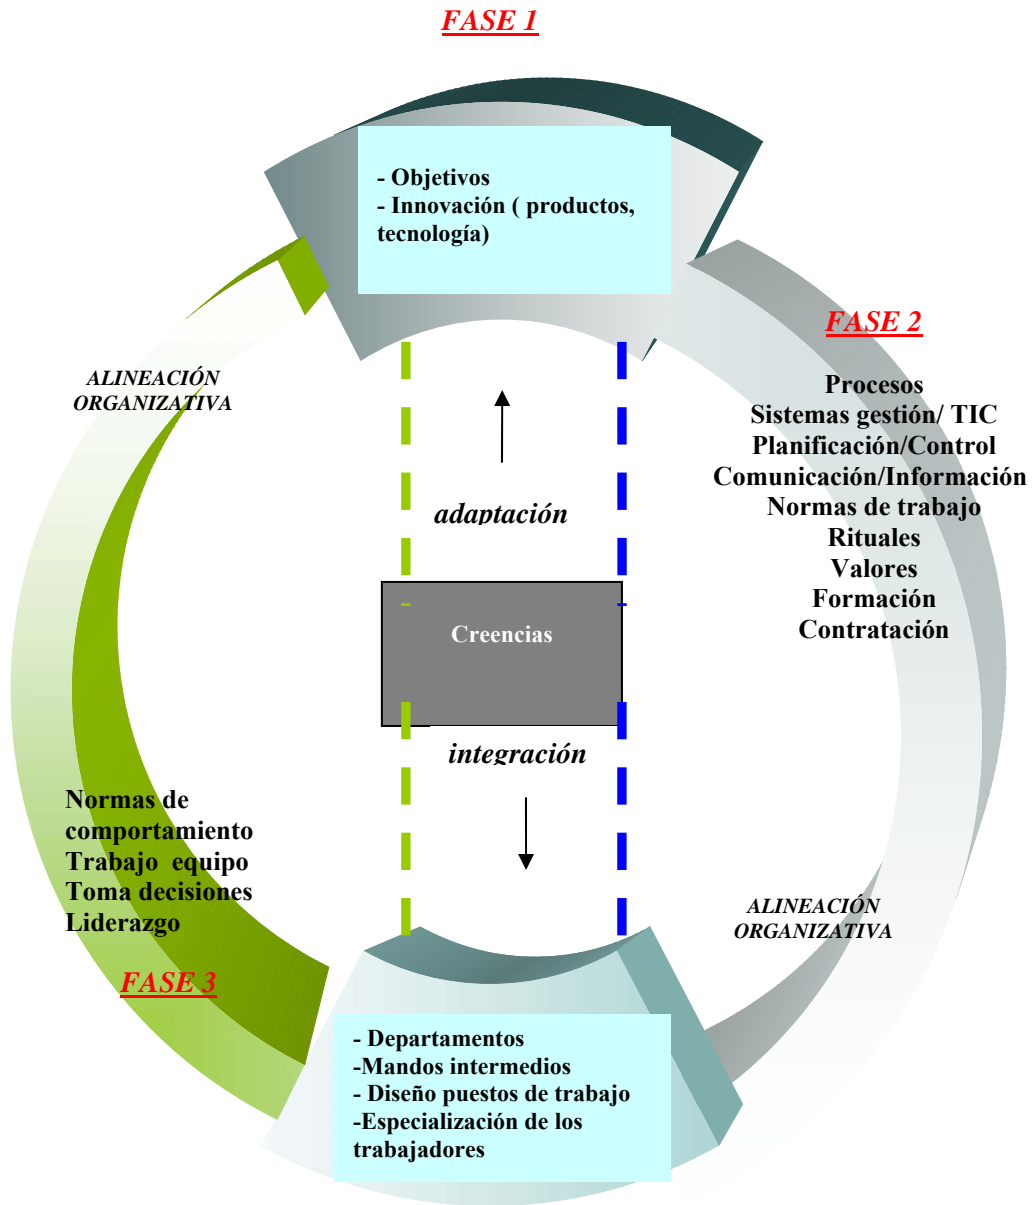 FASE 1
- Objetivos
- Innovación ( productos,
tecnología)
FASE 2
ALINEACIÓN
ORGANIZATIVA
Procesos
Sistemas gestión/ TIC
Planificación/Control
Comunicación/Información
Normas de trabajo
Rituales
Valores
Formación
Contratación
adaptación
Creencias
integración
Normas de
comportamiento
Trabajo  equipo
Toma decisiones
Liderazgo
ALINEACIÓN
ORGANIZATIVA
FASE 3
- Departamentos
-Mandos intermedios
- Diseño puestos de trabajo
-Especialización de los
trabajadores